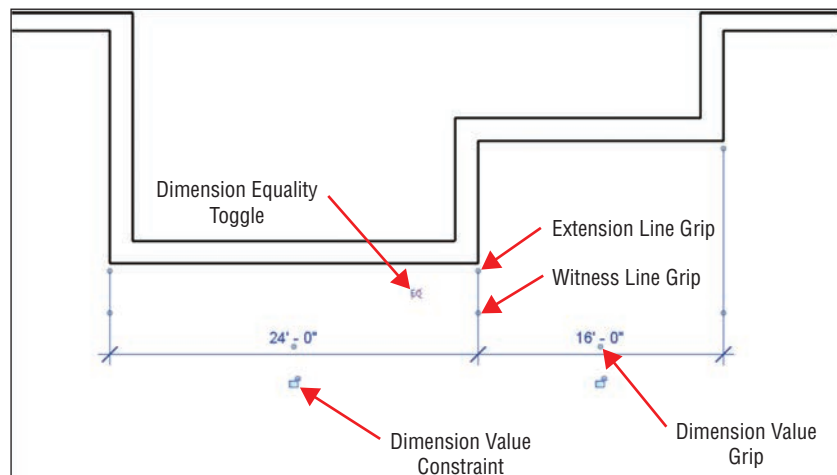 Dimension Equality
Toggle
Extension Line Grip
Witness Line Grip
24' - 0"
16' - 0"
Dimension Value
Constraint
Dimension Value
Grip